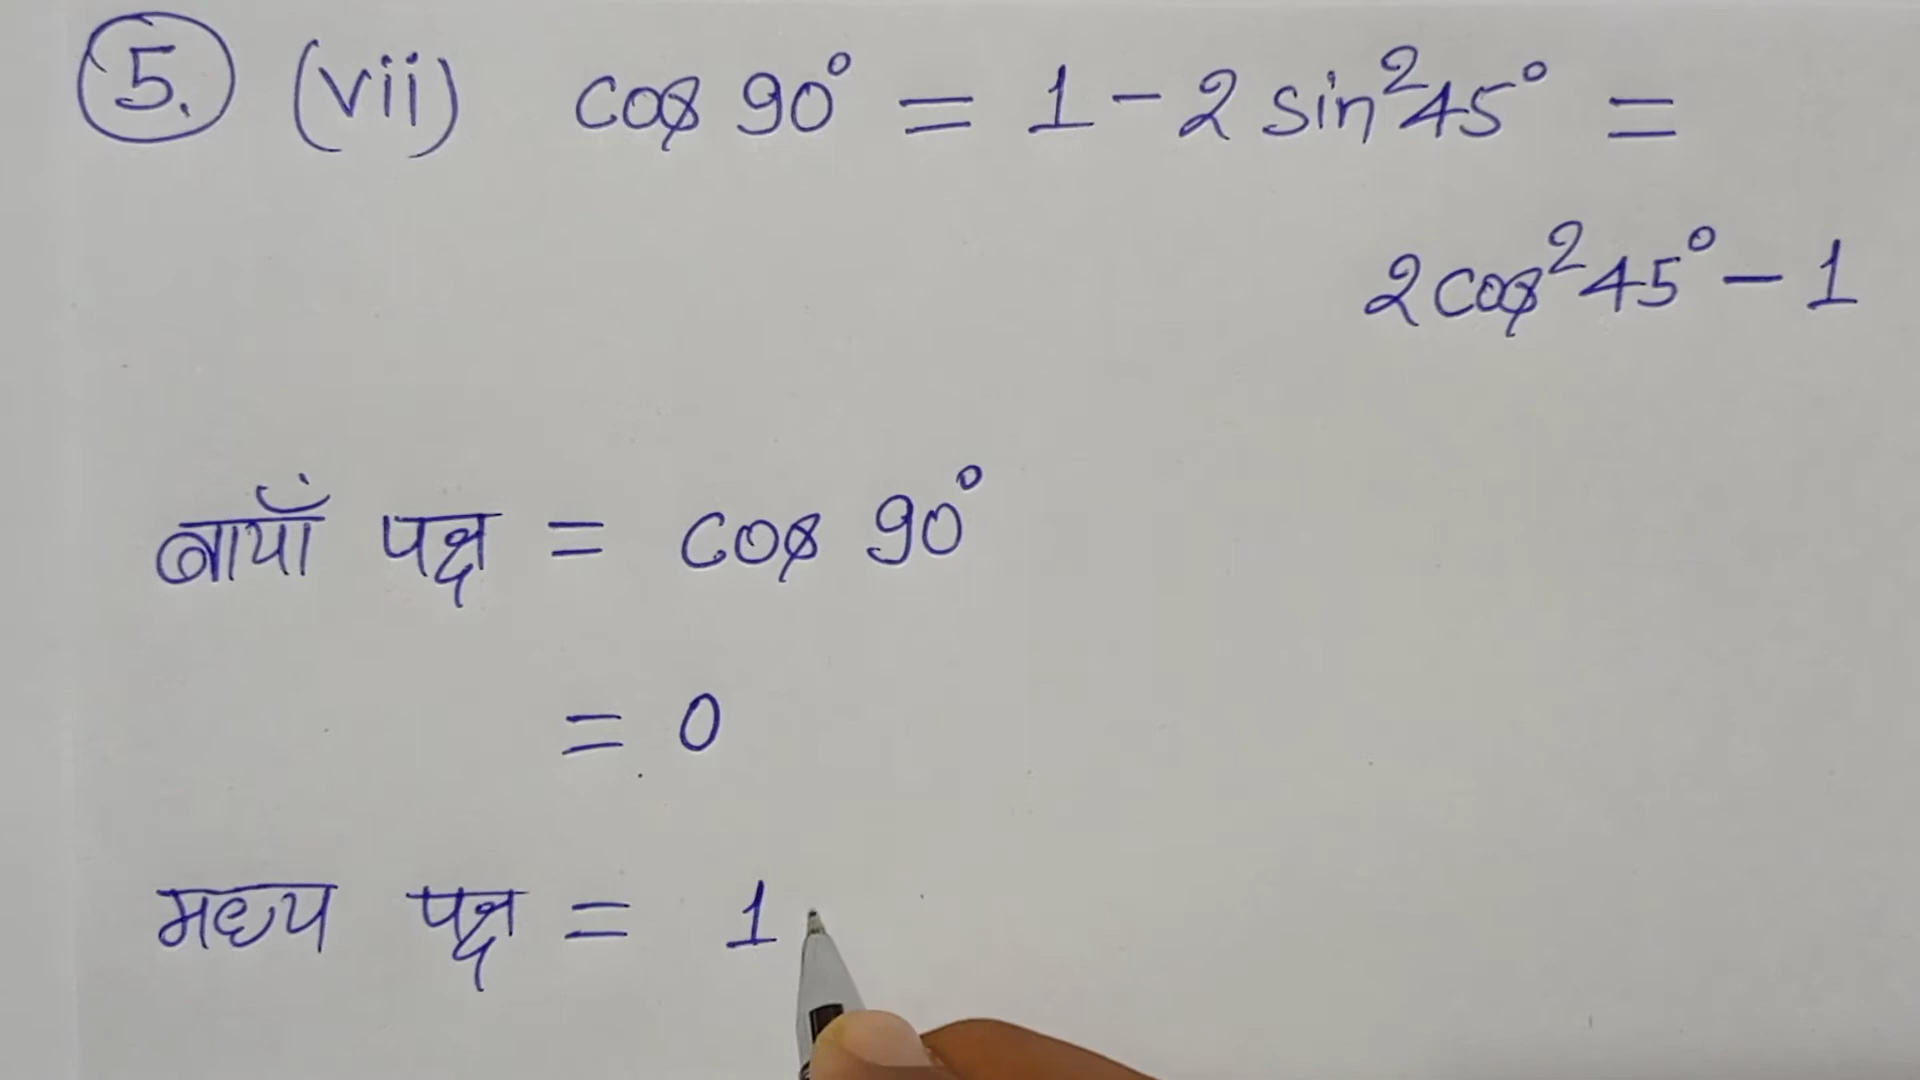 5. (vii) cos 90° = 1 - 2 sin²45° =
2 cos²45° - 1
बायाँ पक्ष = cos 90°
= 0
मध्य पक्ष = 1